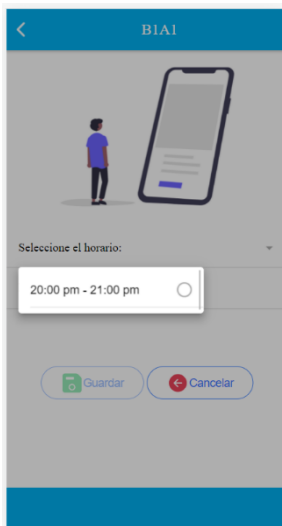 B1A1
Seleccione el horario:
20:00 pm - 21:00 pm
Guardar
Cancelar